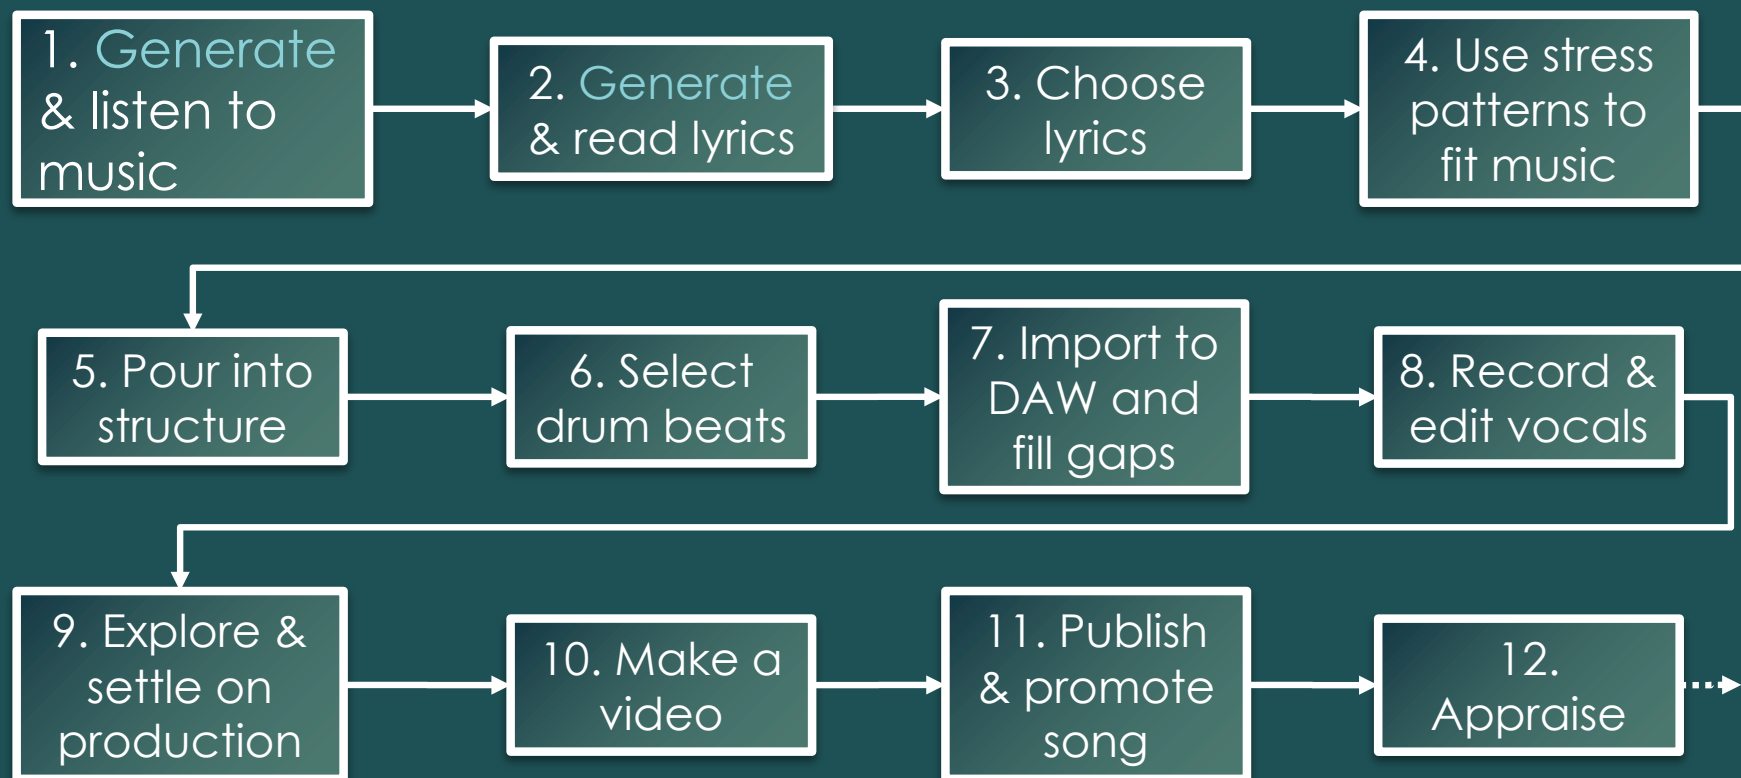 1. Generate
& listen to
music
2. Generate
& read lyrics
3. Choose
lyrics
4. Use stress
patterns to
fit music
5. Pour into
structure
6. Select
drum beats
7. Import to
DAW and
fill gaps
8. Record &
edit vocals
9. Explore &
settle on
production
10. Make a
video
11. Publish
& promote
song
12.
Appraise